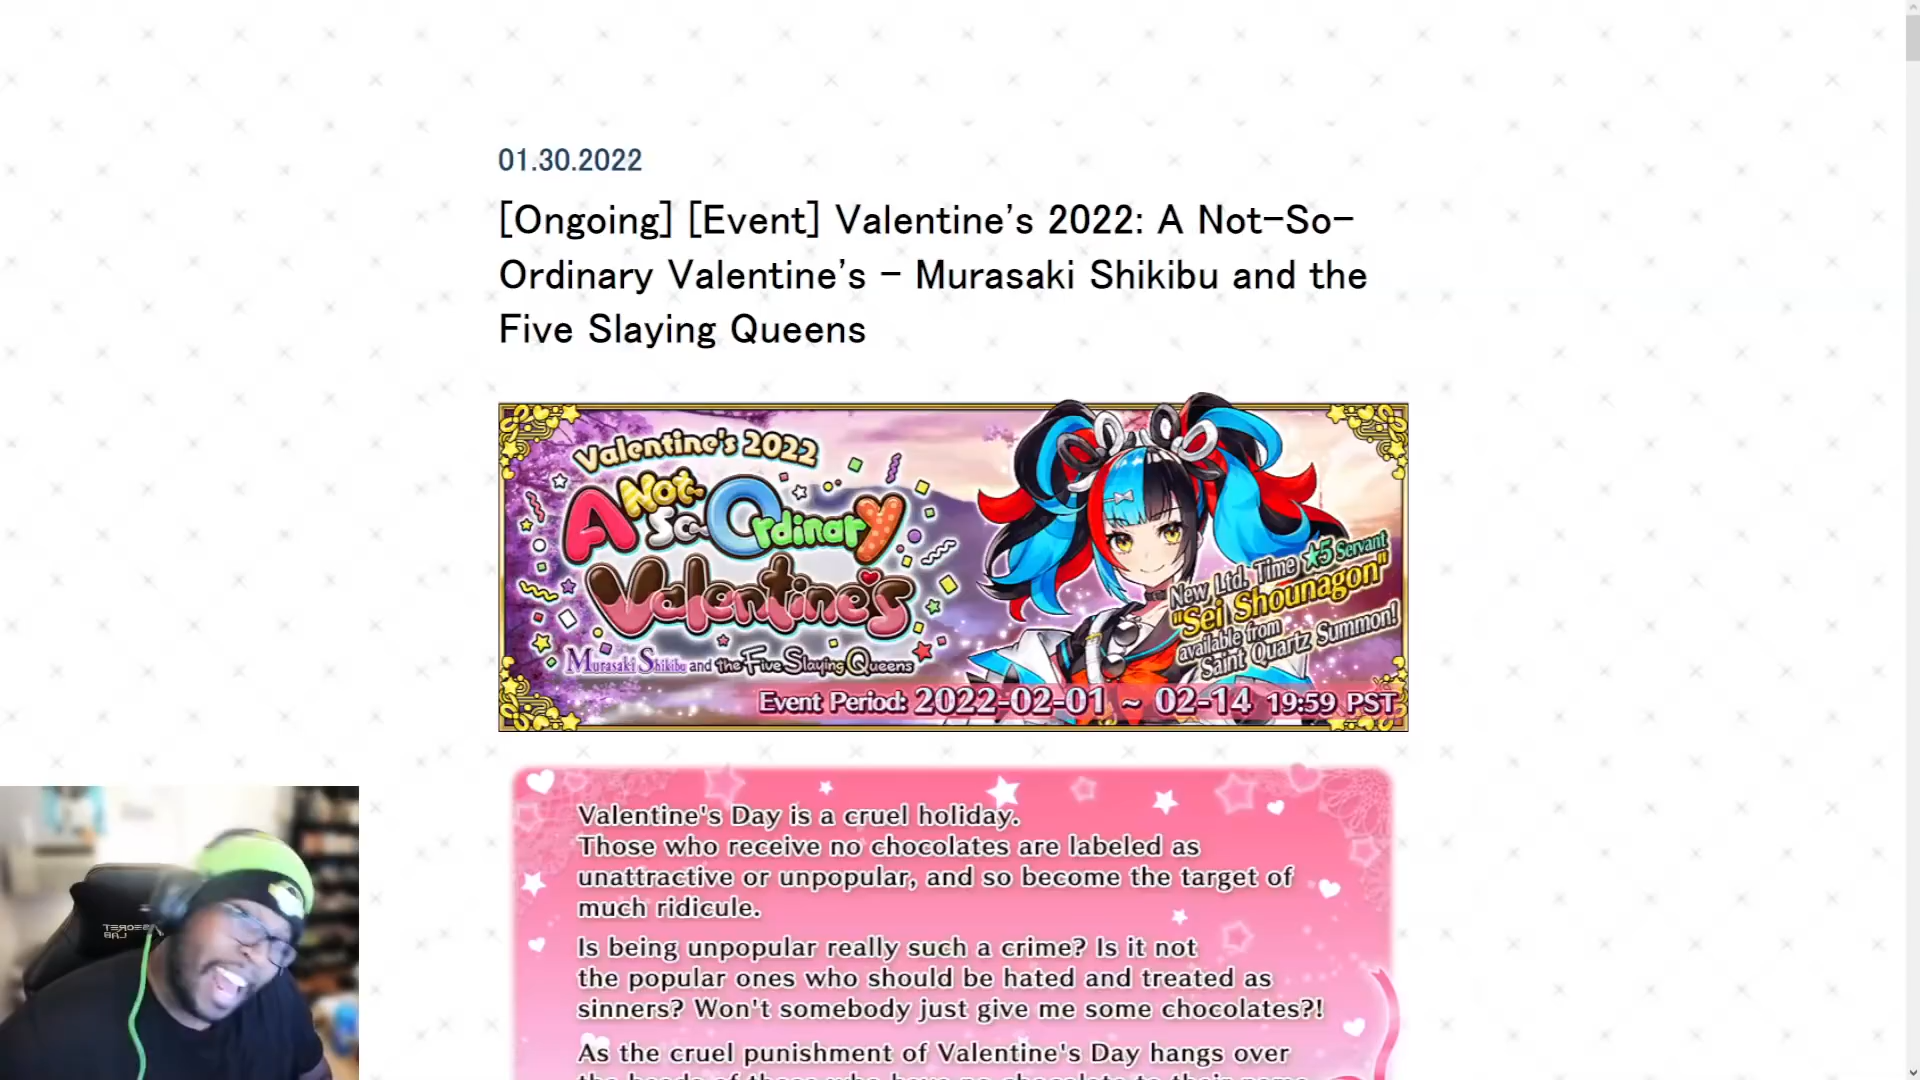 01.30.2022
[Ongoing] [Event] Valentine's 2022: A Not-So-
Ordinary Valentine's - Murasaki Shikibu and the
Five Slaying Queens
Valentine's 2022
A Not-So-Ordinary
Valentine's
Murasaki Shikibu and the Five Slaying Queens
New Ltd. Time ★5 Servant
"Sei Shounagon"
available from
Saint Quartz Summon!
Event Period: 2022-02-01 ~ 02-14 19:59 PST
Valentine's Day is a cruel holiday.
Those who receive no chocolates are labeled as
unattractive or unpopular, and so become the target of
much ridicule.
Is being unpopular really such a crime? Is it not
the popular ones who should be hated and treated as
sinners? Won't somebody just give me some chocolates?!
As the cruel punishment of Valentine's Day hangs over
SECRET
LAB